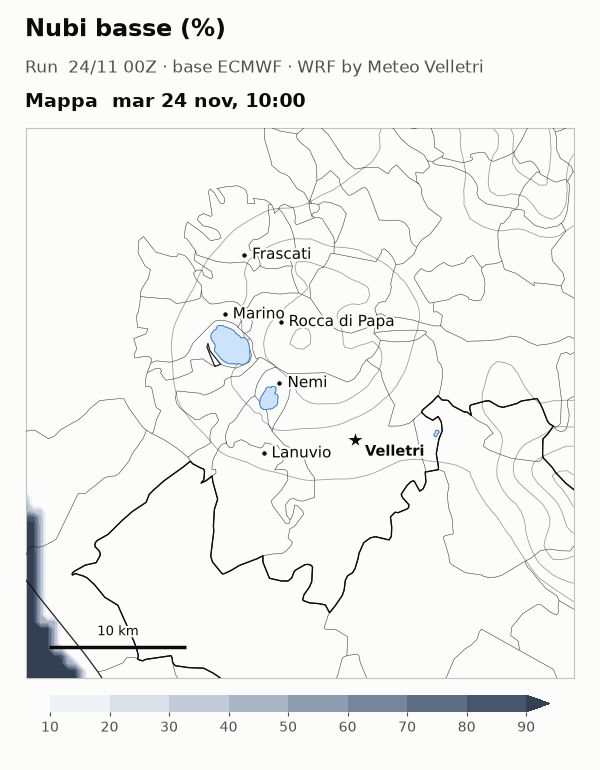 Nubi basse (%)
Run  24/11 00Z · base ECMWF · WRF by Meteo Velletri
Mappa  mar 24 nov, 10:00
Frascati
Marino
Rocca di Papa
Nemi
Velletri
Lanuvio
10 km
10 20 30 40 50 60 70 80 90